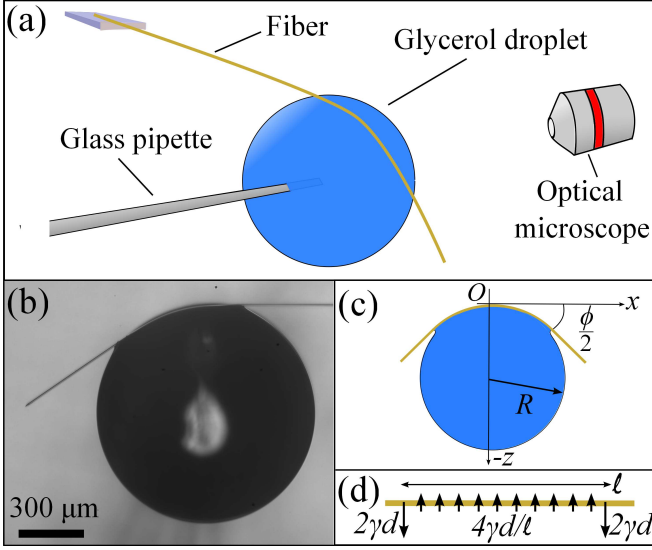 (a)
Fiber
Glycerol droplet
Glass pipette
Optical
microscope
(b)
300 μm
(c)
O
x
ϕ
2
R
-z
(d)
ℓ
2γd
4γd/ℓ
2γd